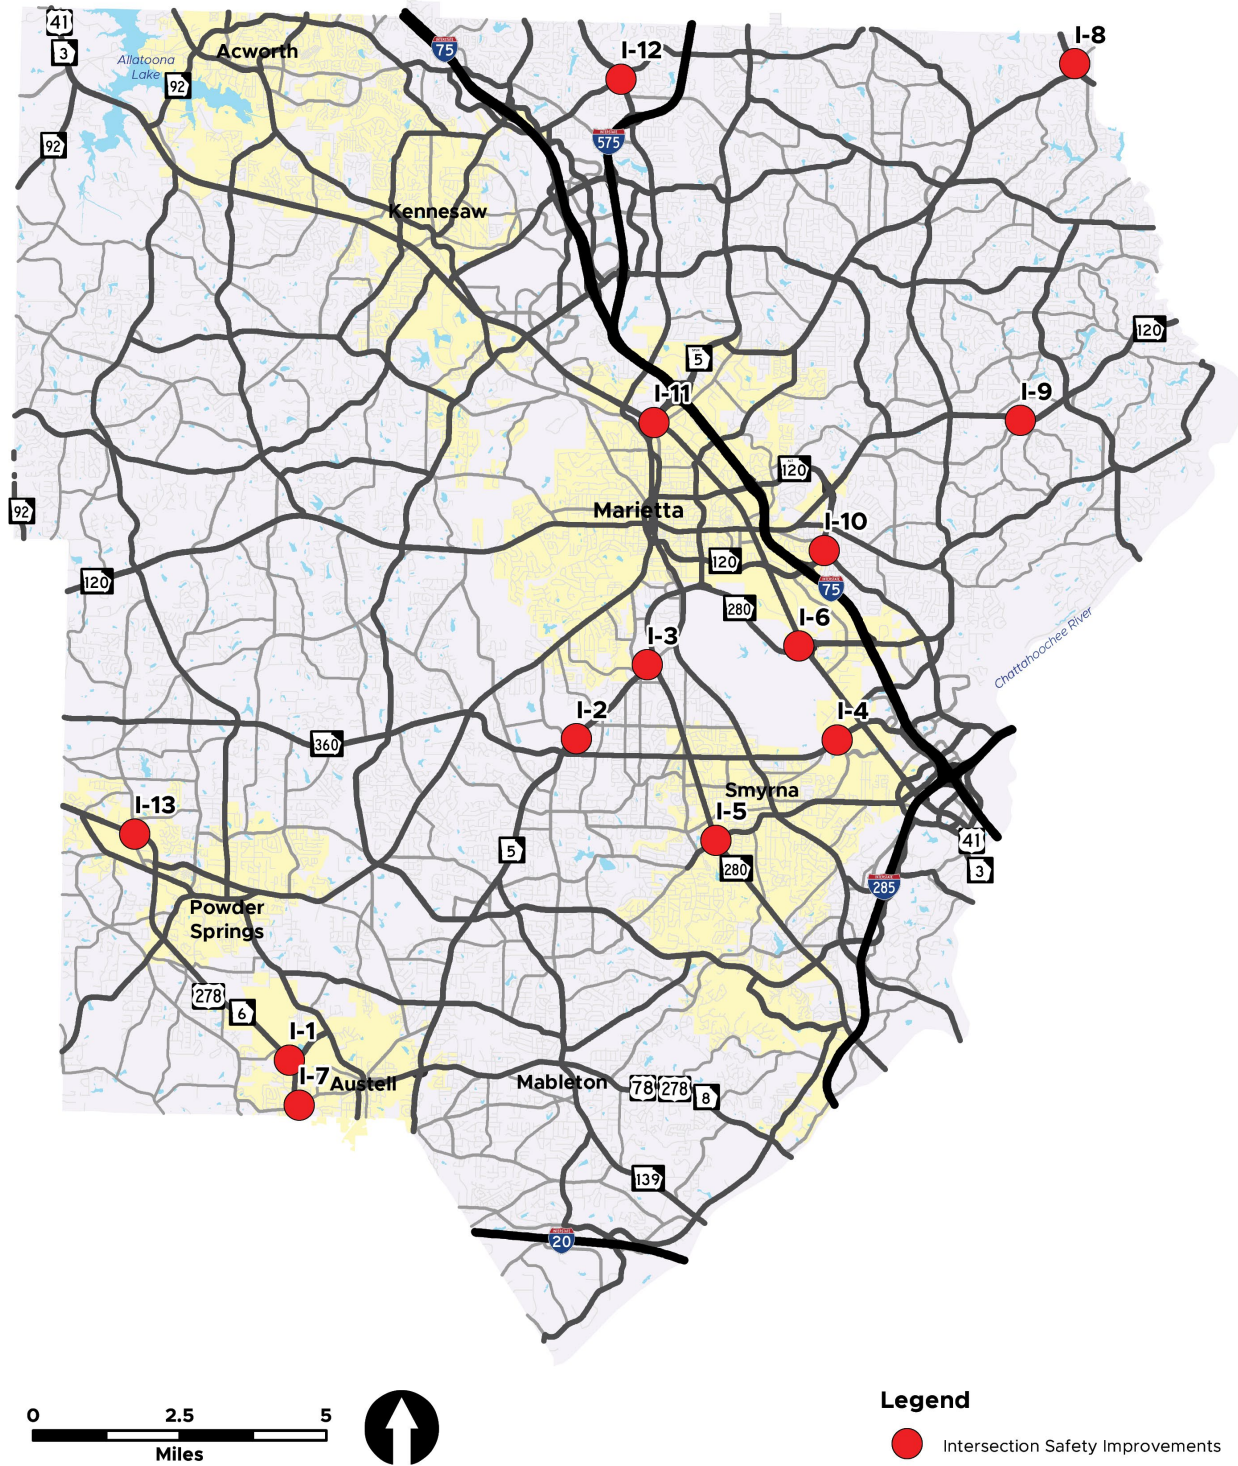 41
3
Allatoona
Lake
Acworth
92
75
I-12
I-8
575
92
Kennesaw
120
5
I-11
I-9
120
Marietta
92
I-10
120
120
75
280
I-6
Chattahoochee River
I-3
I-2
I-4
360
Smyrna
I-13
I-5
5
280
41
3
285
Powder
Springs
278
6
I-1
I-7
Austell
Mableton
78
278
8
139
20
0
2.5
5
Miles
Legend
Intersection Safety Improvements